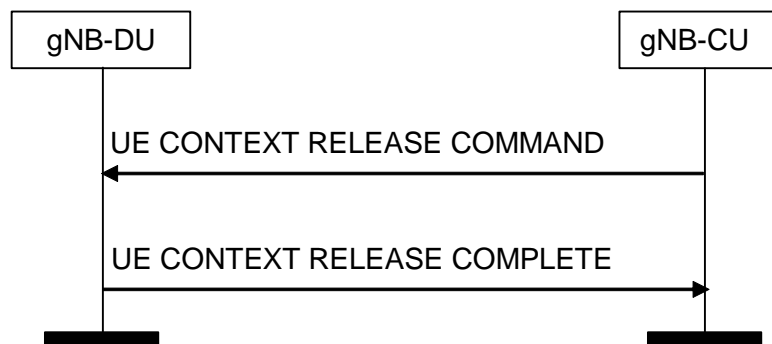 gNB-DU
gNB-CU
UE CONTEXT RELEASE COMMAND
UE CONTEXT RELEASE COMPLETE